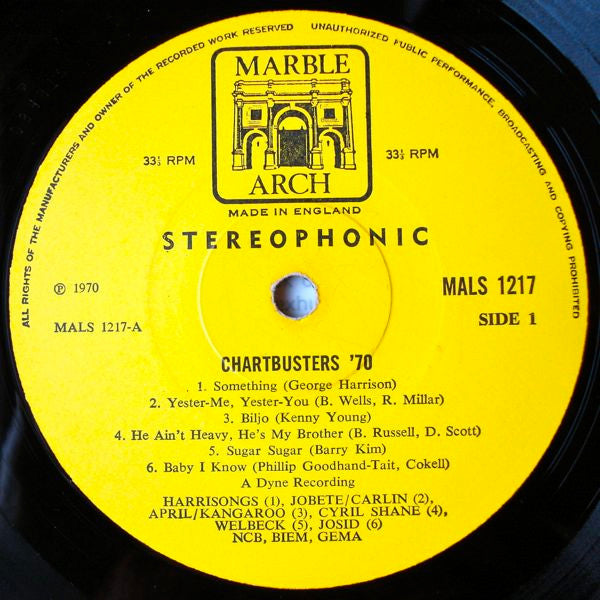 ALL RIGHTS OF THE MANUFACTURERS AND OWNER OF THE RECORDED WORK RESERVED UNAUTHORIZED PUBLIC PERFORMANCE, BROADCASTING AND COPYING PROHIBITED
MARBLE
ARCH
33⅓ RPM
33⅓ RPM
MADE IN ENGLAND
STEREOPHONIC
℗ 1970
MALS 1217
MALS 1217-A
SIDE 1
CHARTBUSTERS '70
1. Something (George Harrison)
2. Yester-Me, Yester-You (B. Wells, R. Millar)
3. Biljo (Kenny Young)
4. He Ain't Heavy, He's My Brother (B. Russell, D. Scott)
5. Sugar Sugar (Barry Kim)
6. Baby I Know (Phillip Goodhand-Tait, Cokell)
A Dyne Recording
HARRISONGS (1), JOBETE/CARLIN (2),
APRIL/KANGAROO (3), CYRIL SHANE (4),
WELBECK (5), JOSID (6)
NCB, BIEM, GEMA